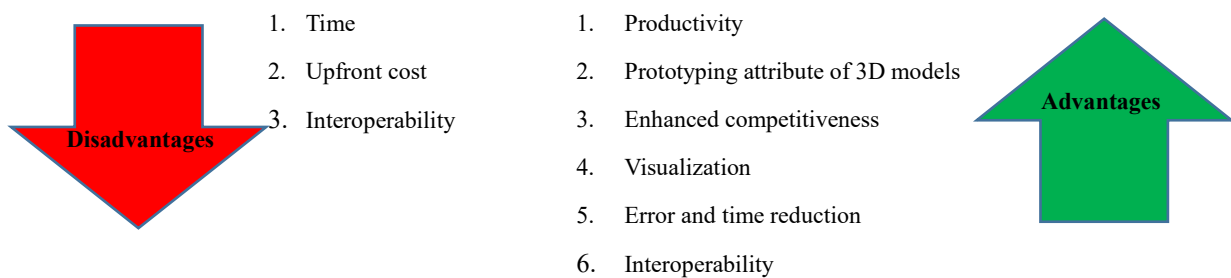 Disadvantages
1. Time
2. Upfront cost
3. Interoperability
1. Productivity
2. Prototyping attribute of 3D models
3. Enhanced competitiveness
4. Visualization
5. Error and time reduction
6. Interoperability
Advantages